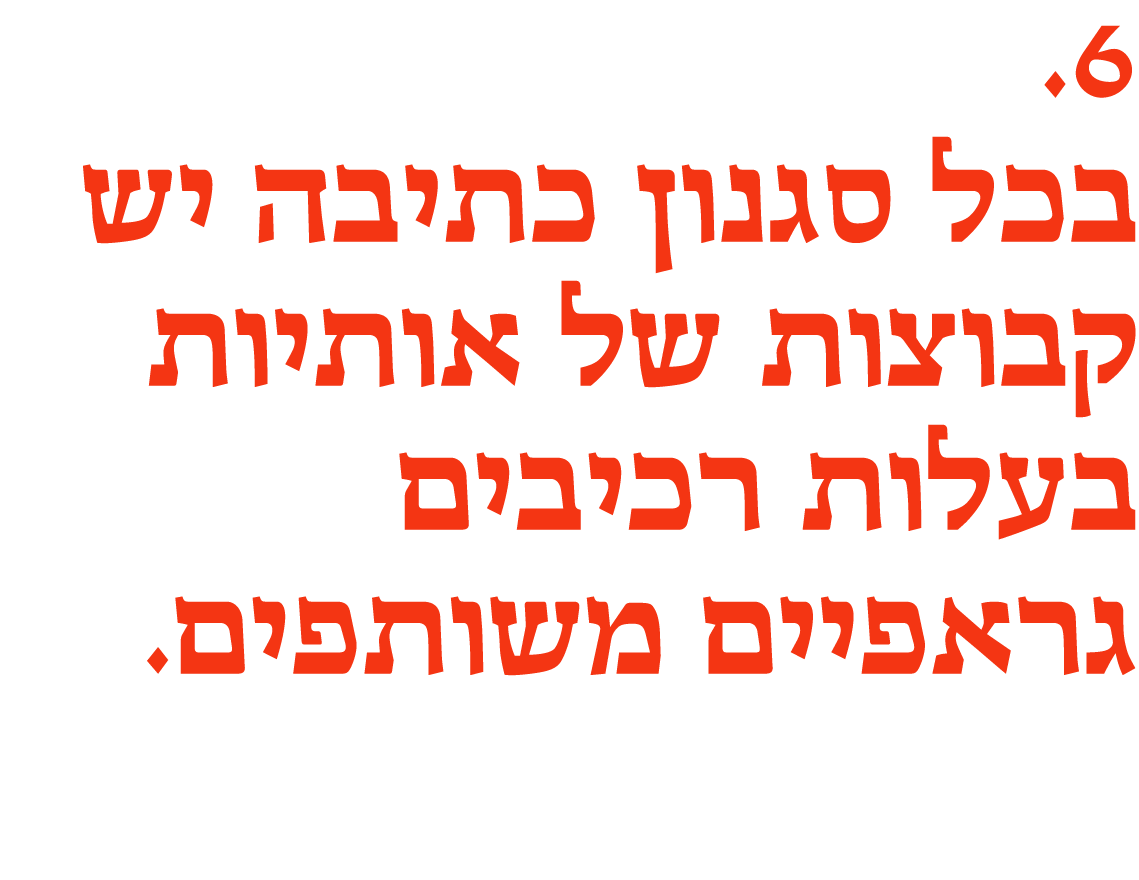 6.
בכל סגנון כתיבה יש
קבוצות של אותיות
בעלות רכיבים
גראפיים משותפים.